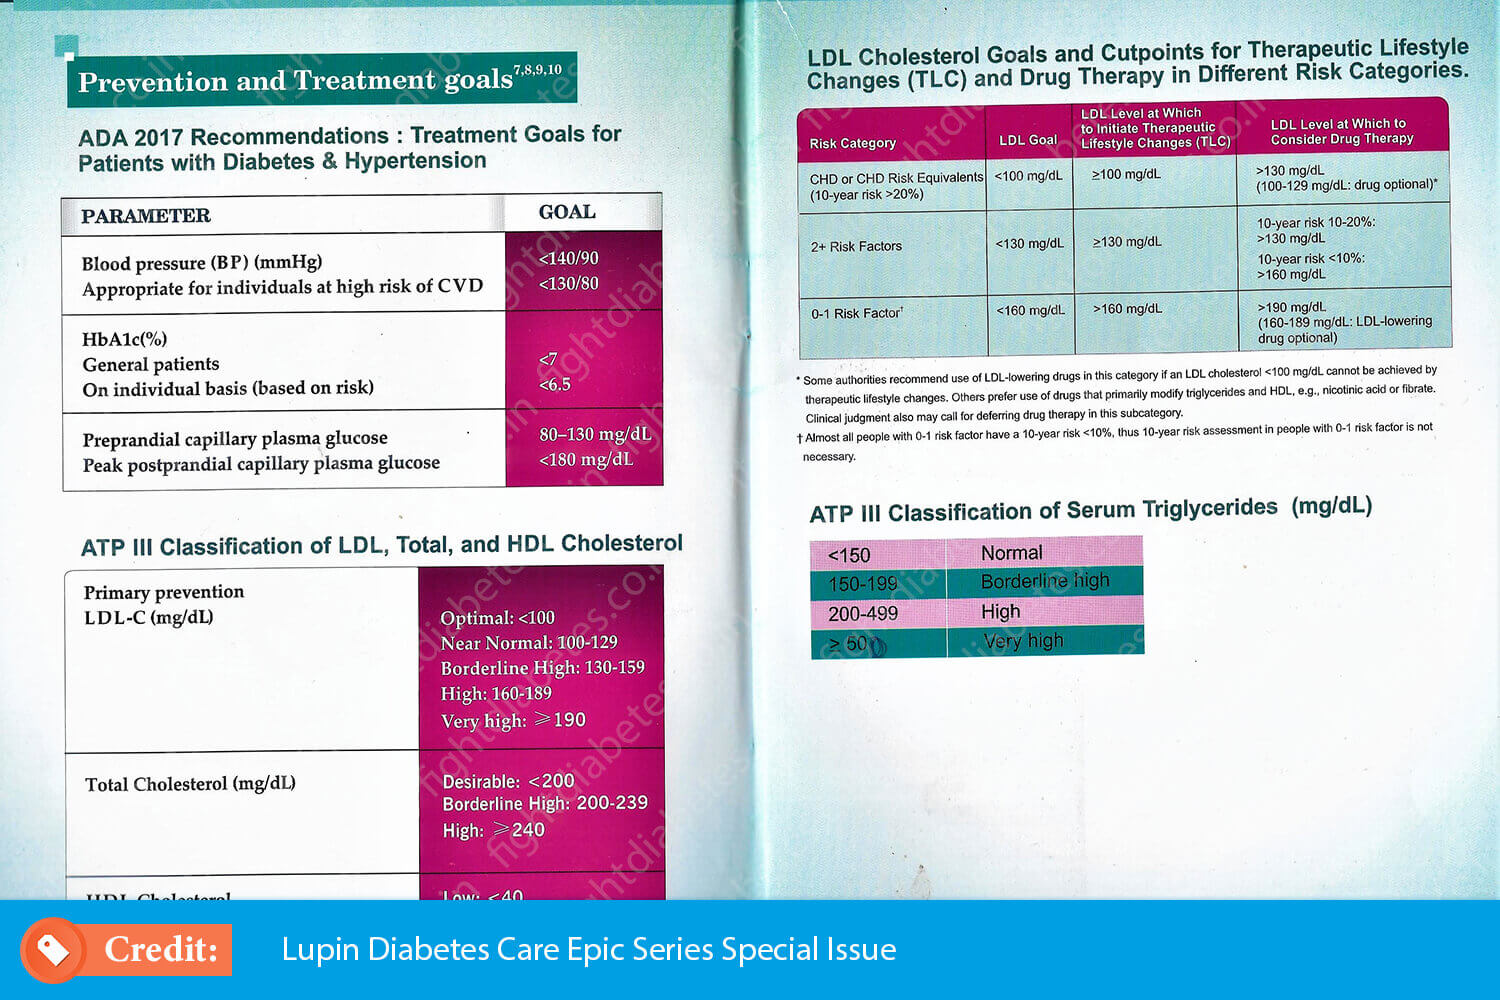 Prevention and Treatment goals7,8,9,10
ADA 2017 Recommendations : Treatment Goals for
Patients with Diabetes & Hypertension
PARAMETER GOAL
Blood pressure (BP) (mmHg) <140/90
Appropriate for individuals at high risk of CVD <130/80
HbA1c(%)
General patients <7
On individual basis (based on risk) <6.5
Preprandial capillary plasma glucose 80–130 mg/dL
Peak postprandial capillary plasma glucose <180 mg/dL
ATP III Classification of LDL, Total, and HDL Cholesterol
Primary prevention
LDL-C (mg/dL)
Optimal: <100
Near Normal: 100-129
Borderline High: 130-159
High: 160-189
Very high: ≥190
Total Cholesterol (mg/dL)
Desirable: <200
Borderline High: 200-239
High: ≥240
HDL Cholesterol Low: <40
LDL Cholesterol Goals and Cutpoints for Therapeutic Lifestyle
Changes (TLC) and Drug Therapy in Different Risk Categories.
Risk Category
LDL Goal
LDL Level at Which
to Initiate Therapeutic
Lifestyle Changes (TLC)
LDL Level at Which to
Consider Drug Therapy
CHD or CHD Risk Equivalents
(10-year risk >20%)
<100 mg/dL
≥100 mg/dL
>130 mg/dL
(100-129 mg/dL: drug optional)*
2+ Risk Factors
<130 mg/dL
≥130 mg/dL
10-year risk 10-20%:
>130 mg/dL
10-year risk <10%:
>160 mg/dL
0-1 Risk Factor†
<160 mg/dL
>160 mg/dL
>190 mg/dL
(160-189 mg/dL: LDL-lowering
drug optional)
* Some authorities recommend use of LDL-lowering drugs in this category if an LDL cholesterol <100 mg/dL cannot be achieved by
therapeutic lifestyle changes. Others prefer use of drugs that primarily modify triglycerides and HDL, e.g., nicotinic acid or fibrate.
Clinical judgment also may call for deferring drug therapy in this subcategory.
† Almost all people with 0-1 risk factor have a 10-year risk <10%, thus 10-year risk assessment in people with 0-1 risk factor is not
necessary.
ATP III Classification of Serum Triglycerides (mg/dL)
<150 Normal
150-199 Borderline high
200-499 High
≥ 500 Very high
Credit: Lupin Diabetes Care Epic Series Special Issue
fightdiabetes.co.in